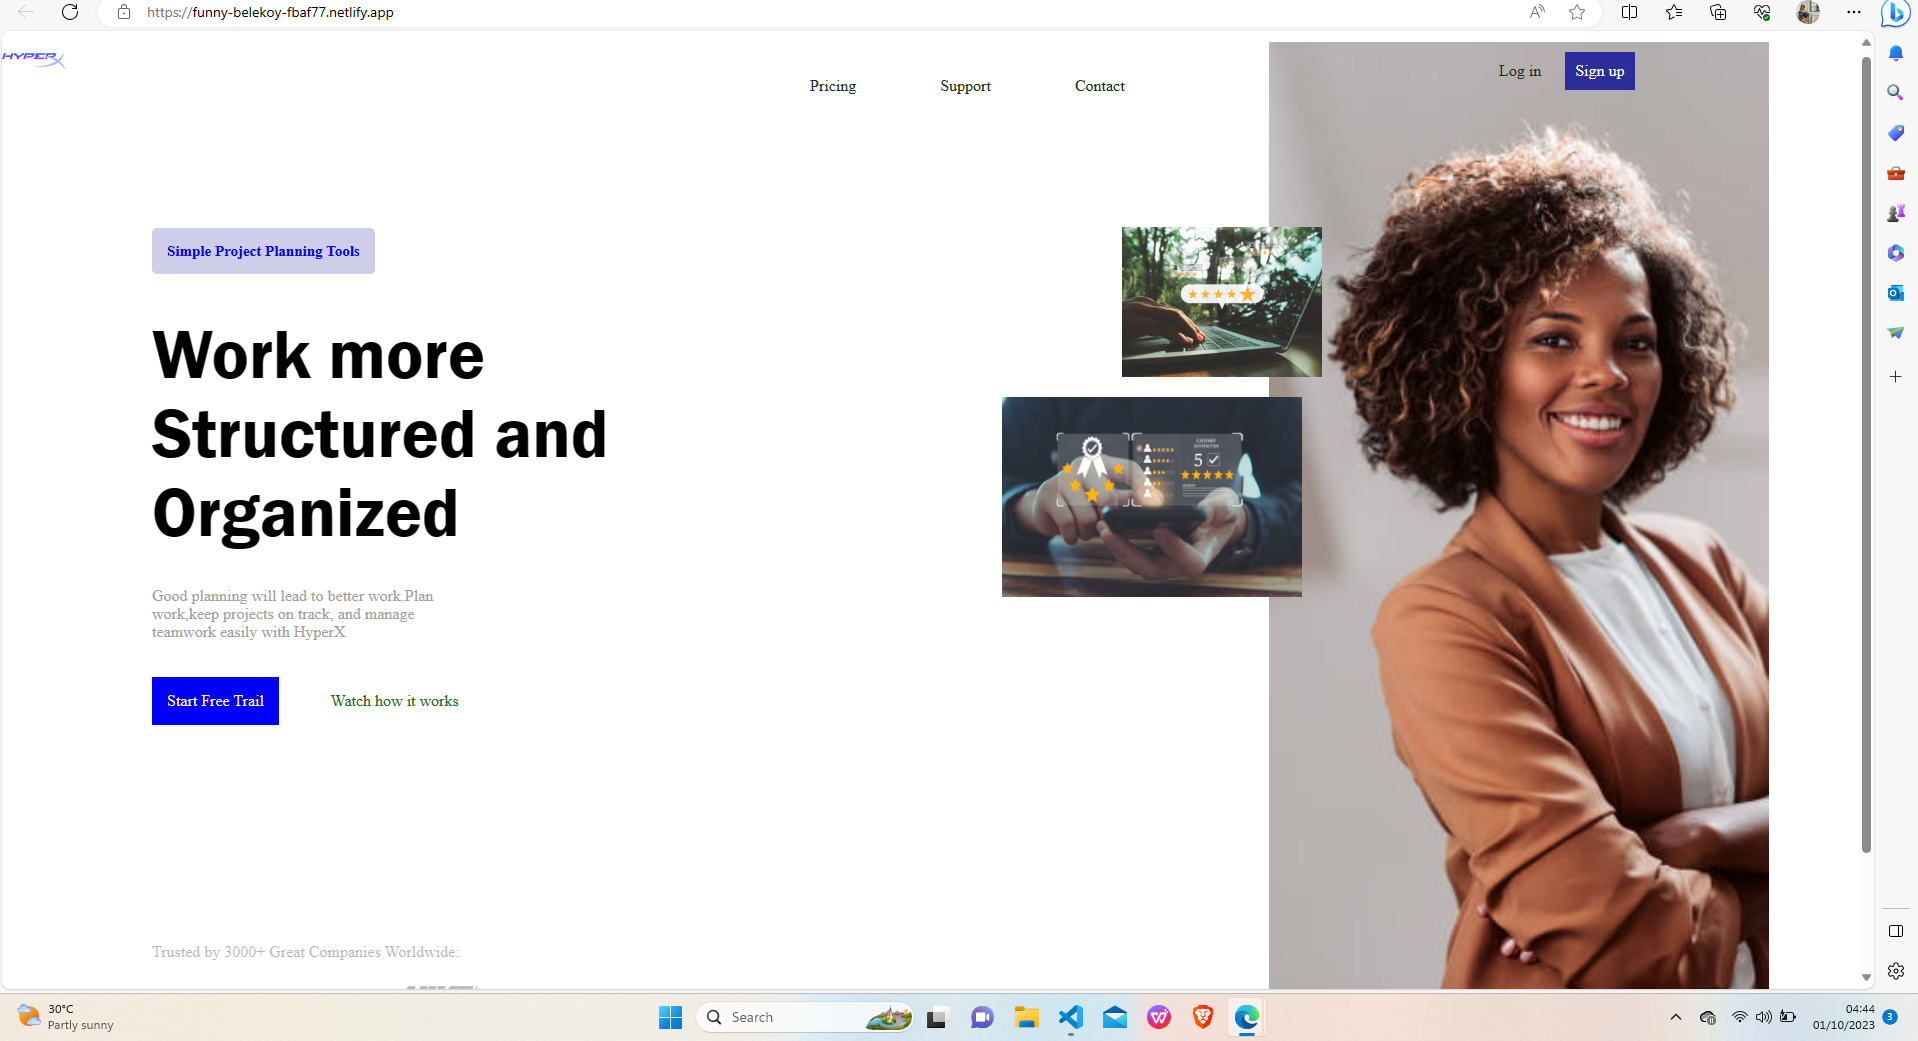 https://funny-belekoy-fbaf77.netlify.app
HYPERX
Pricing
Support
Contact
Log in
Sign up
Simple Project Planning Tools
Work more
Structured and
Organized
CUSTOMER
SATISFACTION
5
Good planning will lead to better work.Plan
work,keep projects on track, and manage
teamwork easily with HyperX
Start Free Trail
Watch how it works
Trusted by 3000+ Great Companies Worldwide:
30°C
Partly sunny
Search
04:44
01/10/2023
3